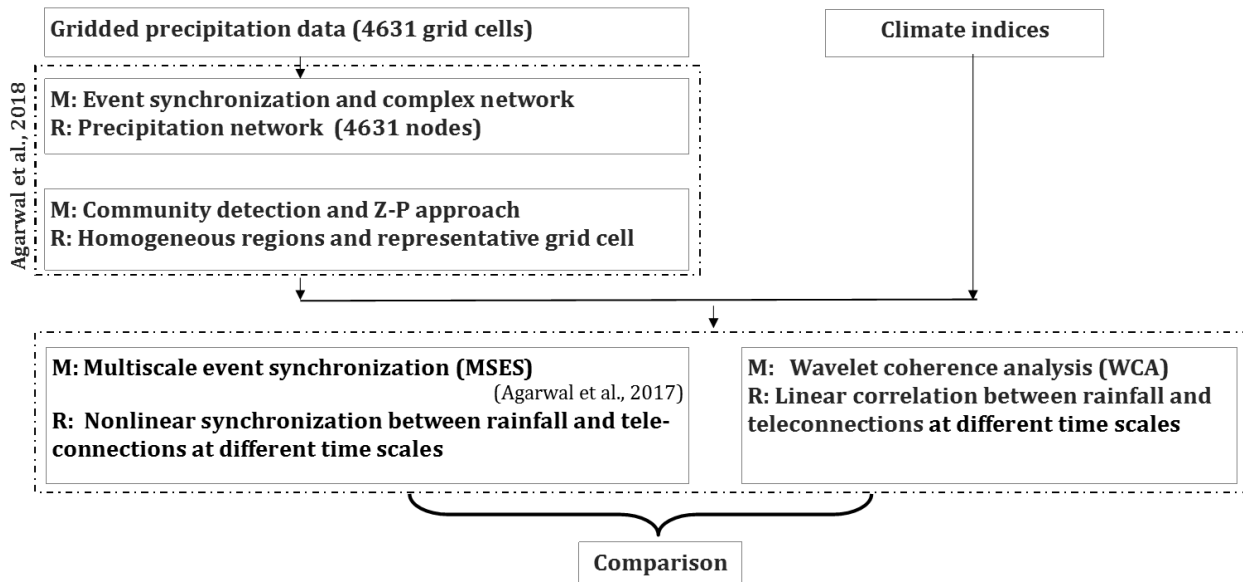 Gridded precipitation data (4631 grid cells)
Climate indices
Agarwal et al., 2018
M: Event synchronization and complex network
R: Precipitation network (4631 nodes)
M: Community detection and Z-P approach
R: Homogeneous regions and representative grid cell
M: Multiscale event synchronization (MSES)
(Agarwal et al., 2017)
R: Nonlinear synchronization between rainfall and tele-
connections at different time scales
M: Wavelet coherence analysis (WCA)
R: Linear correlation between rainfall and
teleconnections at different time scales
Comparison